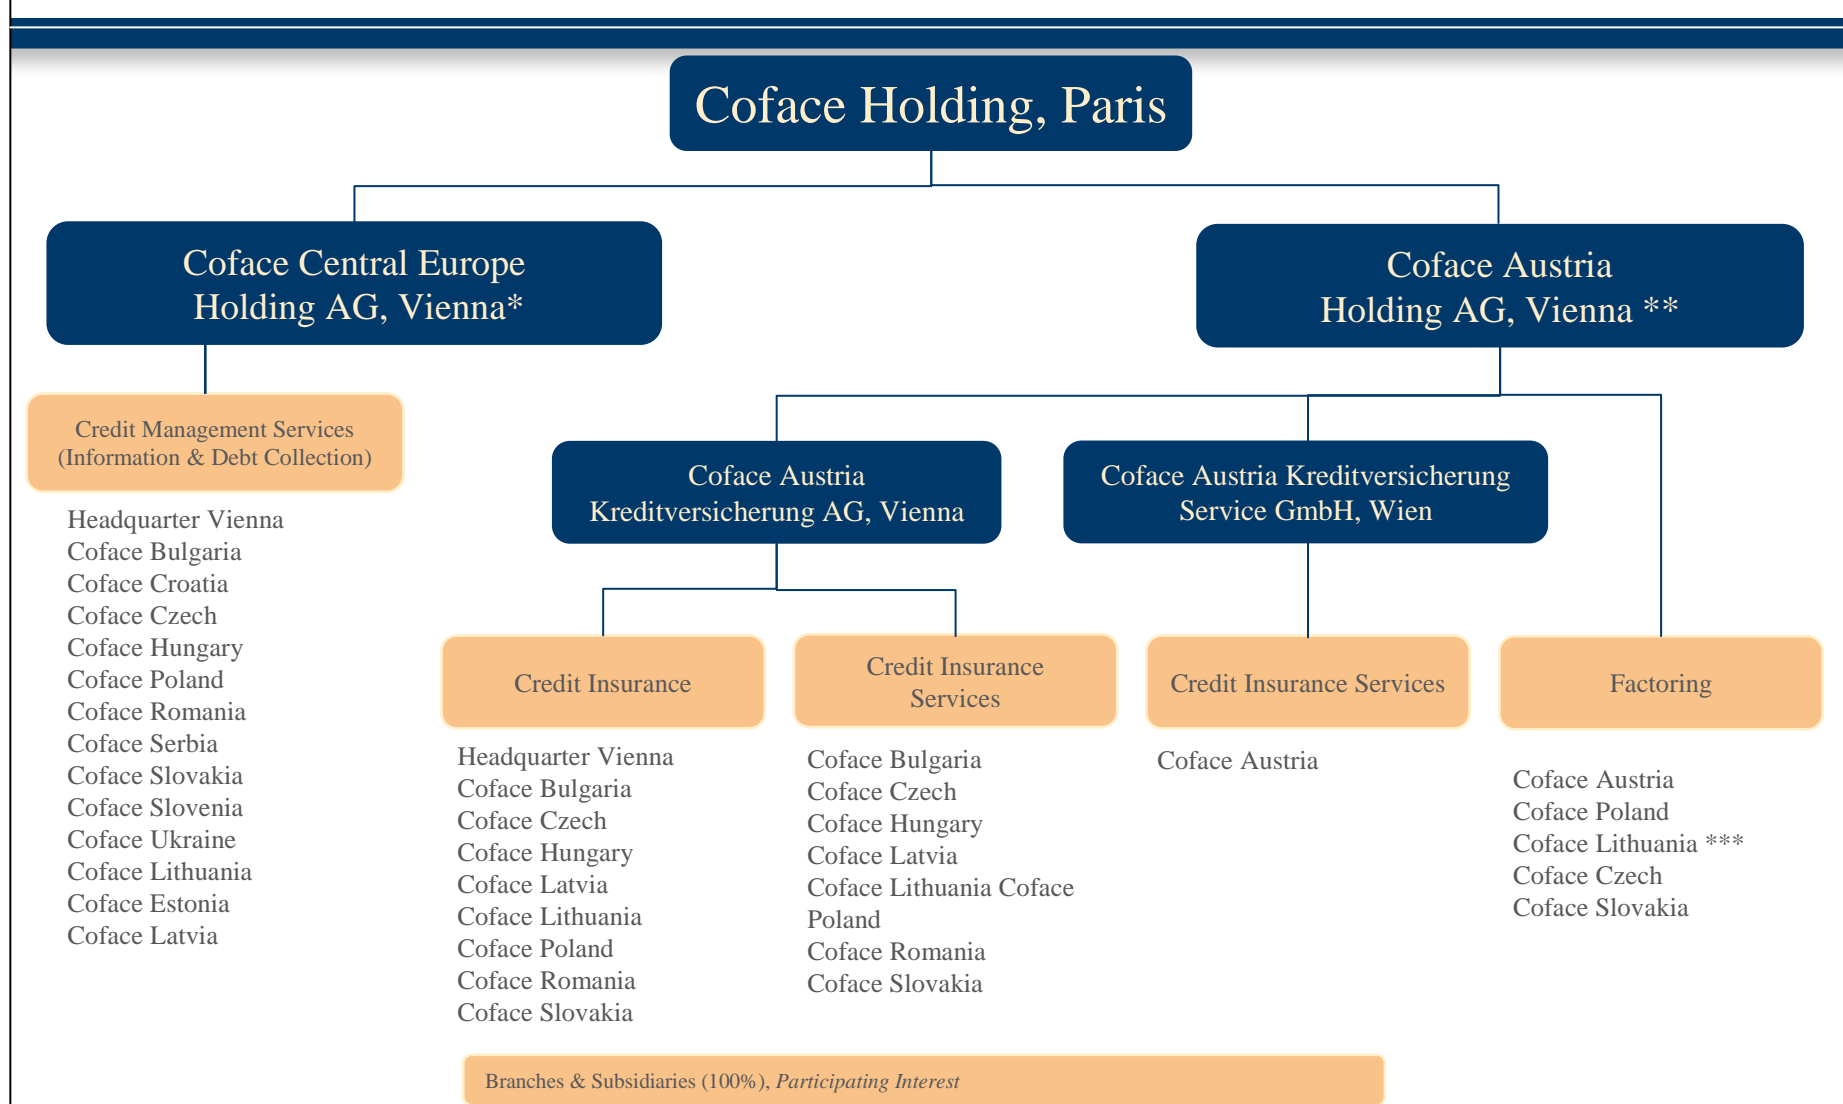 Coface Holding, Paris
Coface Central Europe
Holding AG, Vienna*
Coface Austria
Holding AG, Vienna **
Credit Management Services
(Information & Debt Collection)
Headquarter Vienna
Coface Bulgaria
Coface Croatia
Coface Czech
Coface Hungary
Coface Poland
Coface Romania
Coface Serbia
Coface Slovakia
Coface Slovenia
Coface Ukraine
Coface Lithuania
Coface Estonia
Coface Latvia
Coface Austria
Kreditversicherung AG, Vienna
Coface Austria Kreditversicherung
Service GmbH, Wien
Credit Insurance
Headquarter Vienna
Coface Bulgaria
Coface Czech
Coface Hungary
Coface Latvia
Coface Lithuania
Coface Poland
Coface Romania
Coface Slovakia
Credit Insurance
Services
Coface Bulgaria
Coface Czech
Coface Hungary
Coface Latvia
Coface Lithuania Coface
Poland
Coface Romania
Coface Slovakia
Credit Insurance Services
Coface Austria
Factoring
Coface Austria
Coface Poland
Coface Lithuania ***
Coface Czech
Coface Slovakia
Branches & Subsidiaries (100%), Participating Interest